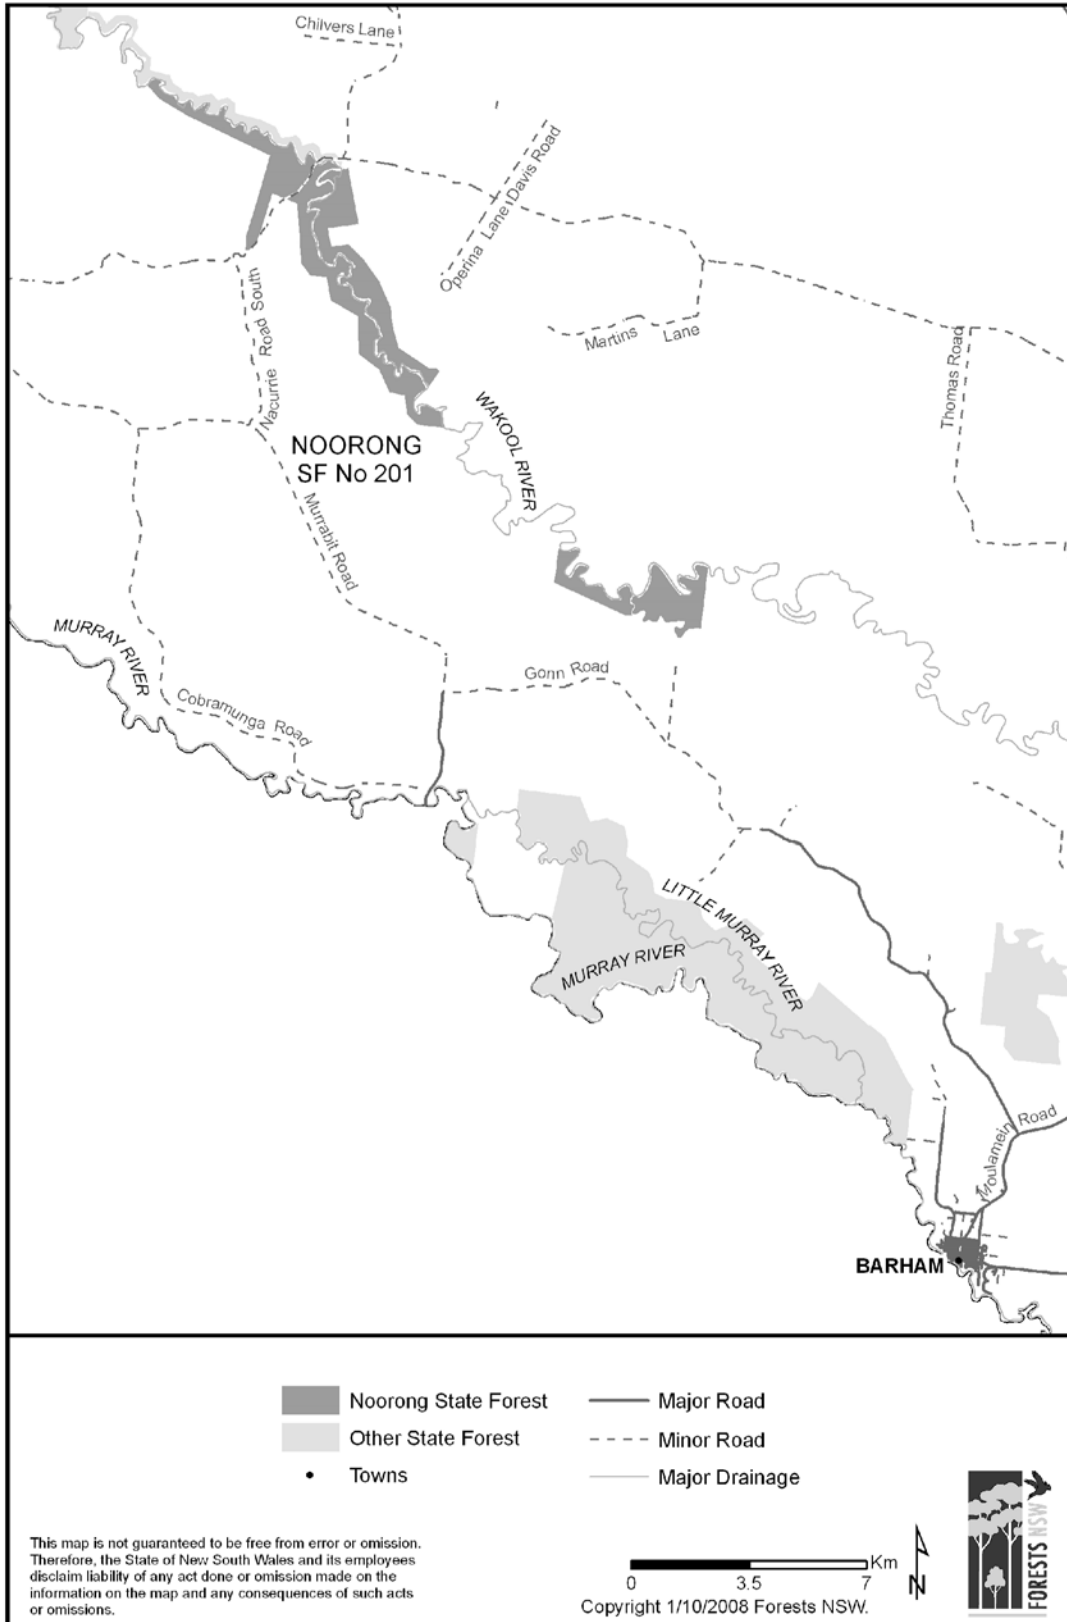 Chilvers Lane
Operina Lane
Davis Road
Martins Lane
Thomas Road
Nacurrie Road South
WAKOOL RIVER
NOORONG
SF No 201
Murrabit Road
MURRAY RIVER
Cobramunga Road
Gonn Road
LITTLE MURRAY RIVER
MURRAY RIVER
Moulamein Road
BARHAM
Noorong State Forest
Other State Forest
Towns
Major Road
Minor Road
Major Drainage
This map is not guaranteed to be free from error or omission.
Therefore, the State of New South Wales and its employees
disclaim liability of any act done or omission made on the
information on the map and any consequences of such acts
or omissions.
Km
0 3.5 7
Copyright 1/10/2008 Forests NSW.
N
FORESTS NSW